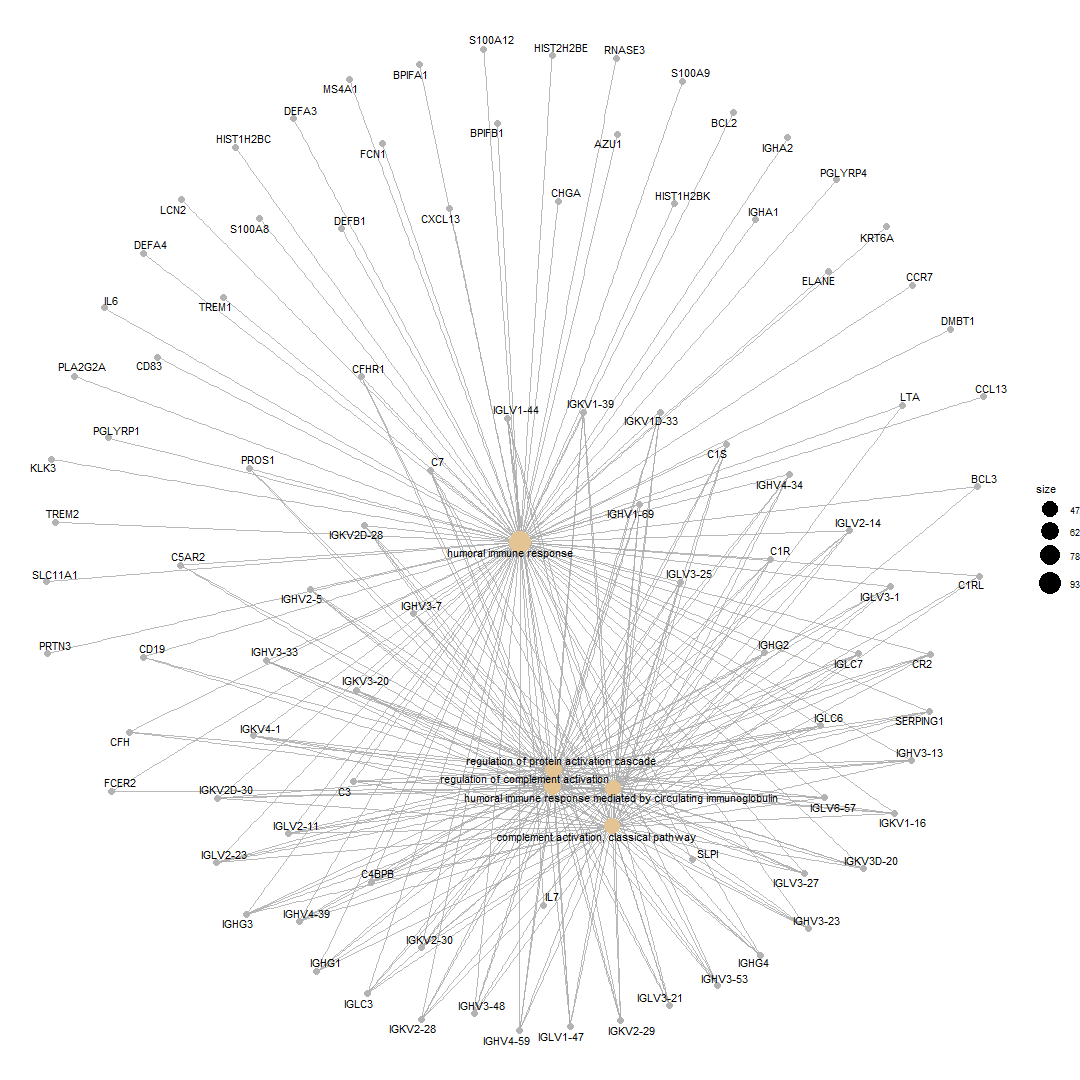 S100A12
HIST2H2BE
RNASE3
BPIFA1
S100A9
MS4A1
DEFA3
BCL2
HIST1H2BC
BPIFB1
AZU1
IGHA2
FCN1
PGLYRP4
LCN2
S100A8
DEFB1
CXCL13
CHGA
HIST1H2BK
IGHA1
KRT6A
DEFA4
ELANE
CCR7
IL6
TREM1
DMBT1
PLA2G2A
CD83
CFHR1
CCL13
LTA
IGLV1-44
IGKV1-39
IGKV1D-33
PGLYRP1
KLK3
PROS1
C7
C1S
IGHV4-34
BCL3
size
47
62
78
93
TREM2
IGKV2D-28
IGHV1-69
IGLV2-14
humoral immune response
C1R
C5AR2
SLC11A1
IGLV3-25
C1RL
IGHV2-5
IGHV3-7
IGLV3-1
PRTN3
CD19
IGHV3-33
IGHG2
IGLC7
CR2
IGKV3-20
IGKV4-1
IGLC6
SERPING1
CFH
IGHV3-13
regulation of protein activation cascade
regulation of complement activation
FCER2
IGKV2D-30
C3
humoral immune response mediated by circulating immunoglobulin
IGLV6-57
IGKV1-16
IGLV2-11
complement activation, classical pathway
IGLV2-23
SLPI
IGKV3D-20
C4BPB
IGLV3-27
IL7
IGHG3
IGHV4-39
IGHV3-23
IGKV2-30
IGHG1
IGHG4
IGHV3-53
IGLC3
IGHV3-48
IGLV3-21
IGKV2-28
IGHV4-59
IGLV1-47
IGKV2-29